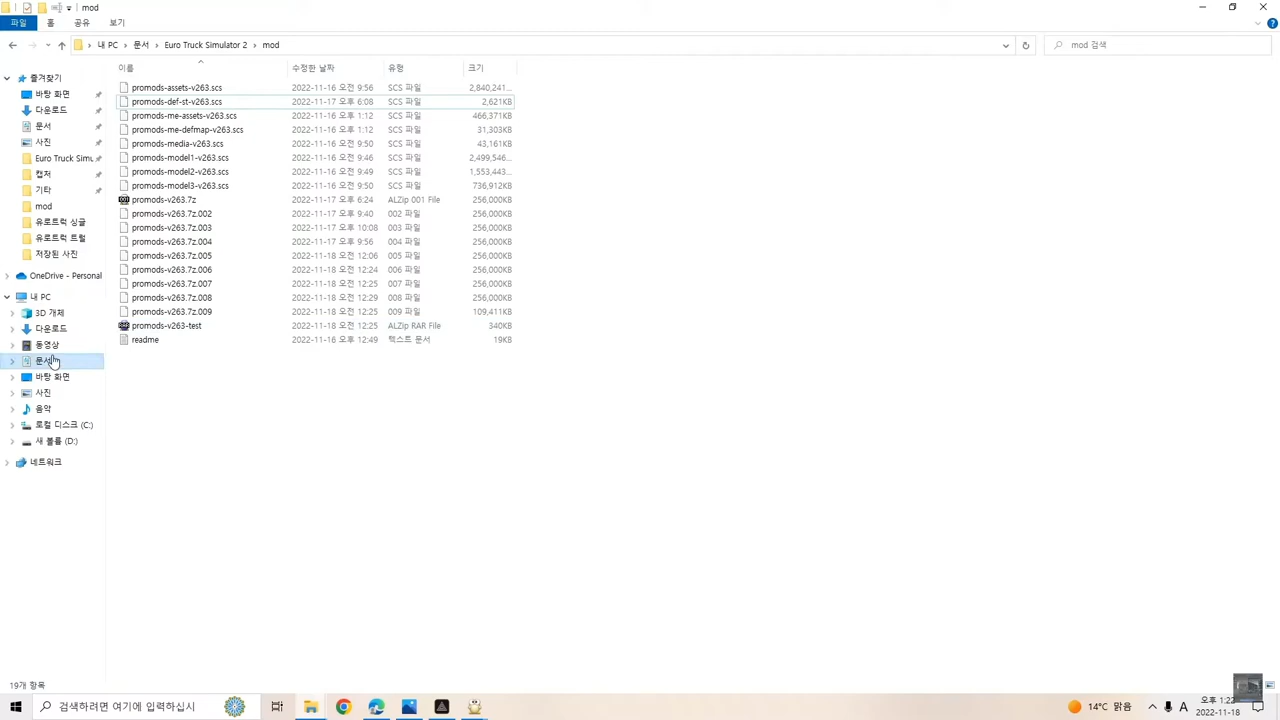 mod
파일 홈 공유 보기
내 PC > 문서 > Euro Truck Simulator 2 > mod
mod 검색
이름 수정한 날짜 유형 크기
promods-assets-v263.scs 2022-11-16 오전 9:56 SCS 파일 2,840,241...
promods-def-st-v263.scs 2022-11-17 오후 6:08 SCS 파일 2,621KB
promods-me-assets-v263.scs 2022-11-16 오전 1:12 SCS 파일 466,371KB
promods-me-defmap-v263.scs 2022-11-16 오전 1:12 SCS 파일 31,303KB
promods-media-v263.scs 2022-11-16 오전 9:50 SCS 파일 43,161KB
promods-model1-v263.scs 2022-11-16 오전 9:46 SCS 파일 2,499,546...
promods-model2-v263.scs 2022-11-16 오전 9:49 SCS 파일 1,553,443...
promods-model3-v263.scs 2022-11-16 오전 9:50 SCS 파일 736,912KB
promods-v263.7z 2022-11-17 오후 6:24 ALZip 001 File 256,000KB
promods-v263.7z.002 2022-11-17 오후 9:40 002 파일 256,000KB
promods-v263.7z.003 2022-11-17 오후 10:08 003 파일 256,000KB
promods-v263.7z.004 2022-11-17 오후 9:56 004 파일 256,000KB
promods-v263.7z.005 2022-11-18 오전 12:06 005 파일 256,000KB
promods-v263.7z.006 2022-11-18 오전 12:24 006 파일 256,000KB
promods-v263.7z.007 2022-11-18 오전 12:25 007 파일 256,000KB
promods-v263.7z.008 2022-11-18 오전 12:29 008 파일 256,000KB
promods-v263.7z.009 2022-11-18 오전 12:25 009 파일 109,411KB
promods-v263-test 2022-11-18 오전 12:25 ALZip RAR File 340KB
readme 2022-11-16 오전 12:49 텍스트 문서 19KB
즐겨찾기
바탕 화면
다운로드
문서
사진
Euro Truck Simu
캡처
기타
mod
유로트럭 싱글
유로트럭 트럴
저장된 사진
OneDrive - Personal
내 PC
3D 개체
다운로드
동영상
문서
바탕 화면
사진
음악
로컬 디스크 (C:)
새 볼륨 (D:)
네트워크
19개 항목
검색하려면 여기에 입력하십시
14°C 맑음
A
오후 1:22
2022-11-18